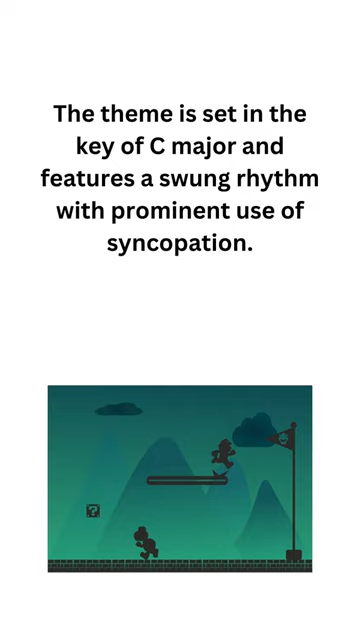 The theme is set in the
key of C major and
features a swung rhythm
with prominent use of
syncopation.
?